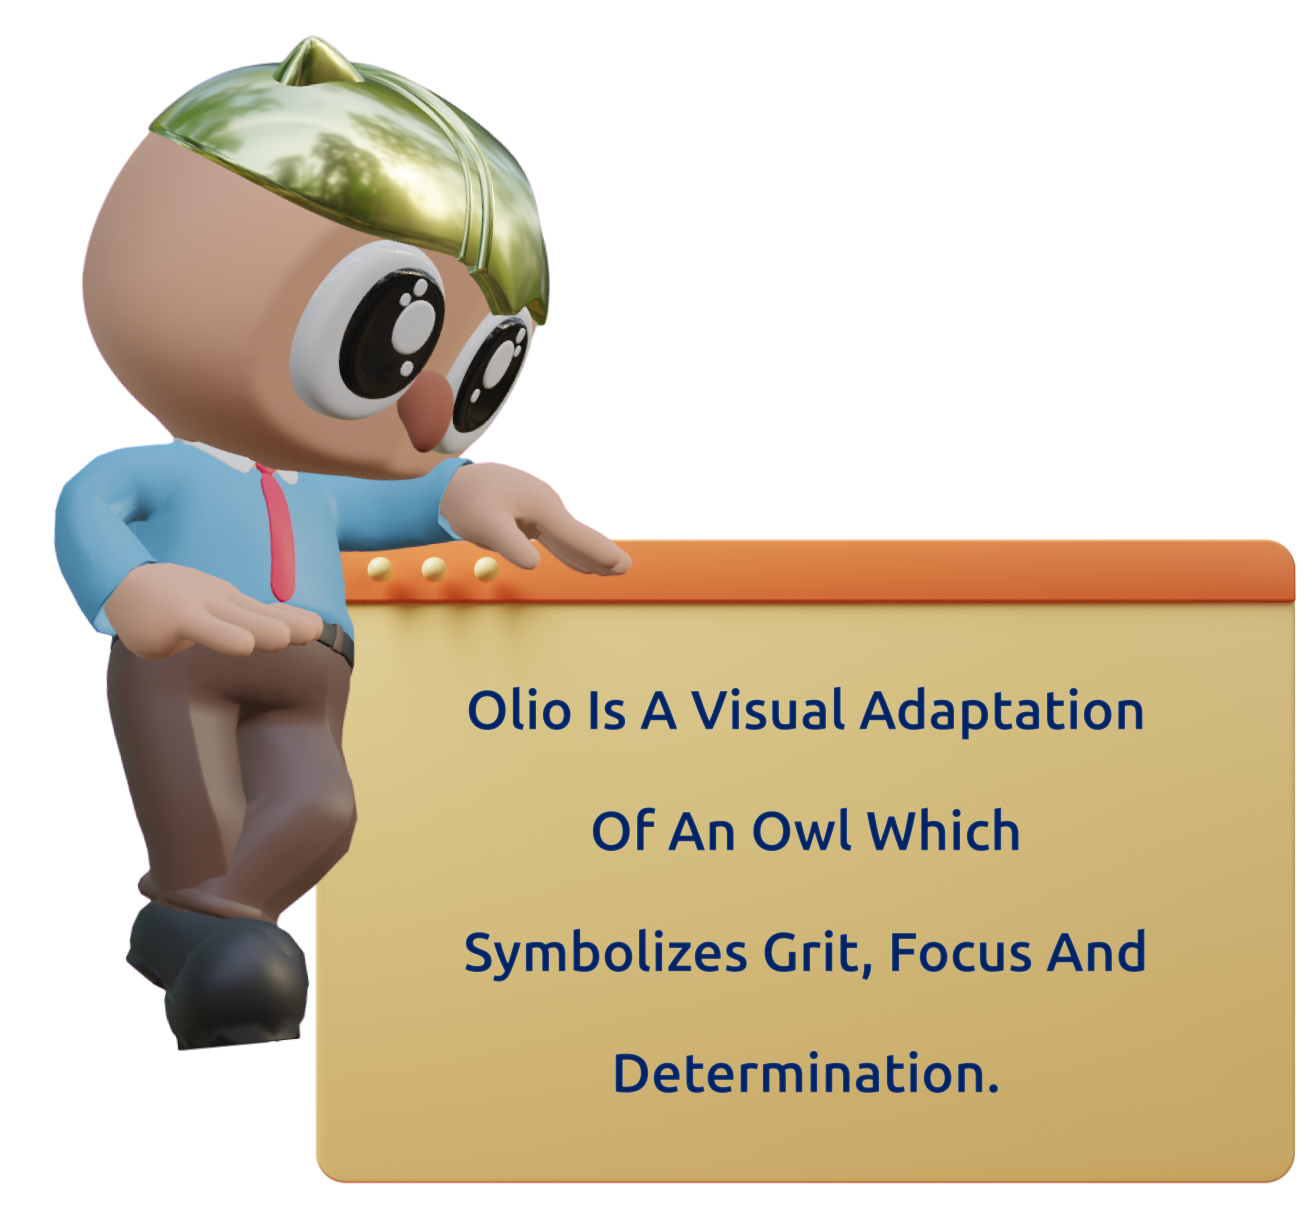 Olio Is A Visual Adaptation
Of An Owl Which
Symbolizes Grit, Focus And
Determination.